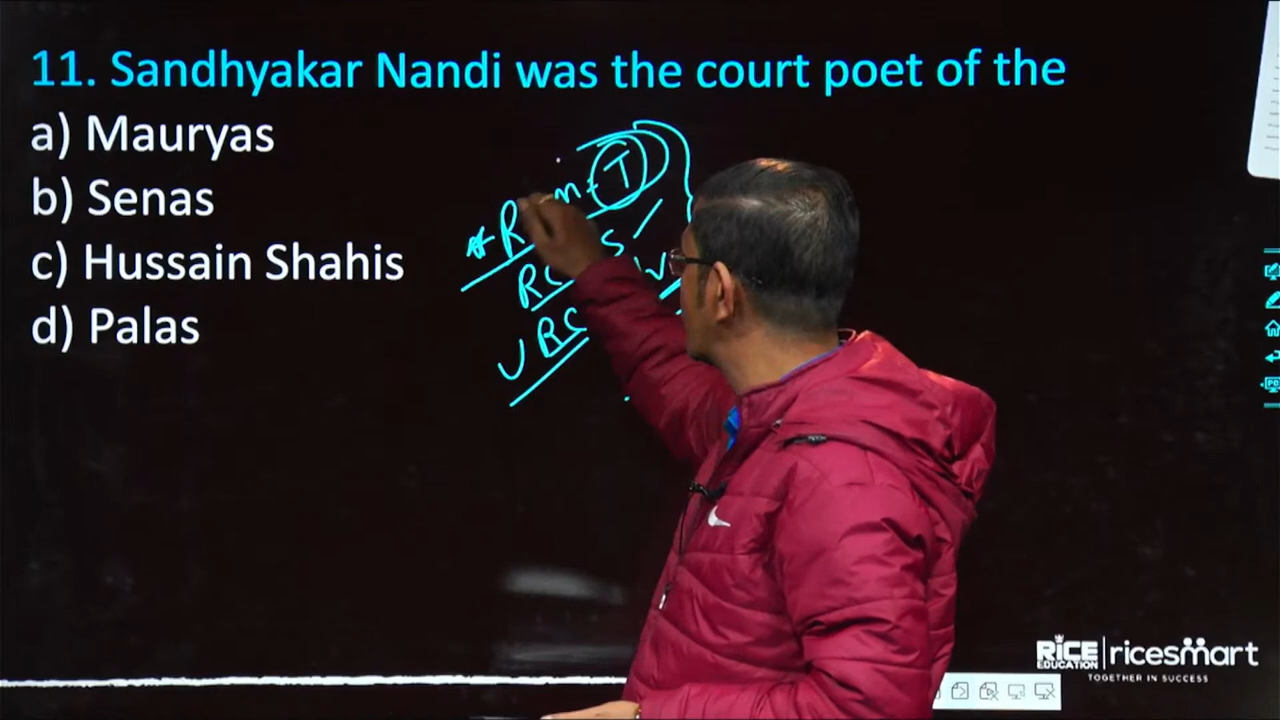 11. Sandhyakar Nandi was the court poet of the
a) Mauryas
b) Senas
c) Hussain Shahis
d) Palas
T
RICE
EDUCATION
ricesmart
TOGETHER IN SUCCESS